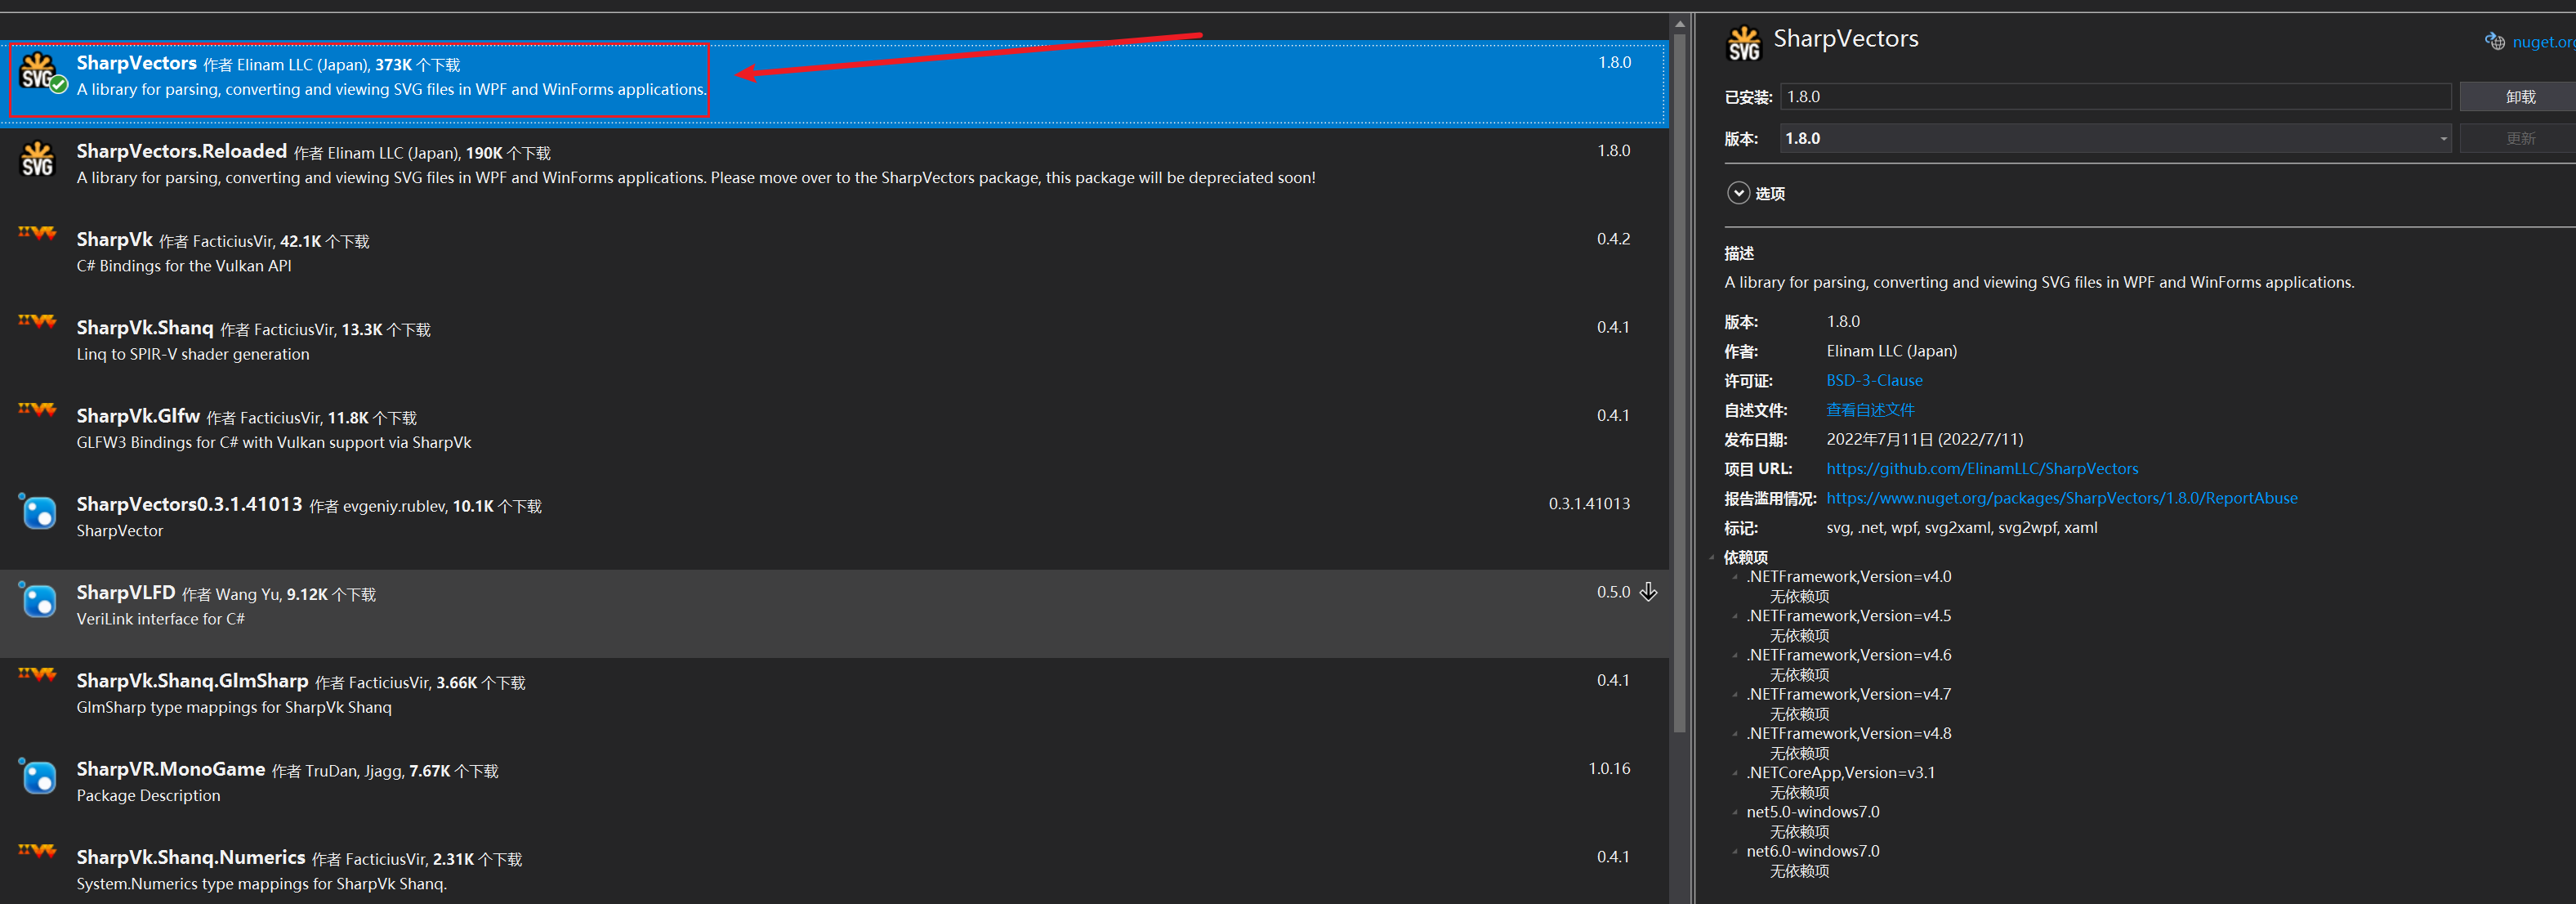 SharpVectors 作者 Elinam LLC (Japan), 373K 个下载
1.8.0
A library for parsing, converting and viewing SVG files in WPF and WinForms applications.
SharpVectors.Reloaded 作者 Elinam LLC (Japan), 190K 个下载
1.8.0
A library for parsing, converting and viewing SVG files in WPF and WinForms applications. Please move over to the SharpVectors package, this package will be depreciated soon!
SharpVk 作者 FacticiusVir, 42.1K 个下载
0.4.2
C# Bindings for the Vulkan API
SharpVk.Shanq 作者 FacticiusVir, 13.3K 个下载
0.4.1
Linq to SPIR-V shader generation
SharpVk.Glfw 作者 FacticiusVir, 11.8K 个下载
0.4.1
GLFW3 Bindings for C# with Vulkan support via SharpVk
SharpVectors0.3.1.41013 作者 evgeniy.rublev, 10.1K 个下载
0.3.1.41013
SharpVector
SharpVLFD 作者 Wang Yu, 9.12K 个下载
0.5.0
VeriLink interface for C#
SharpVk.Shanq.GlmSharp 作者 FacticiusVir, 3.66K 个下载
0.4.1
GlmSharp type mappings for SharpVk Shanq
SharpVR.MonoGame 作者 TruDan, Jjagg, 7.67K 个下载
1.0.16
Package Description
SharpVk.Shanq.Numerics 作者 FacticiusVir, 2.31K 个下载
0.4.1
System.Numerics type mappings for SharpVk Shanq.
SVG
SVG
SVG
SharpVectors
nuget.org
已安装: 1.8.0
卸载
版本: 1.8.0
更新
选项
描述
A library for parsing, converting and viewing SVG files in WPF and WinForms applications.
版本: 1.8.0
作者: Elinam LLC (Japan)
许可证: BSD-3-Clause
自述文件: 查看自述文件
发布日期: 2022年7月11日 (2022/7/11)
项目 URL: https://github.com/ElinamLLC/SharpVectors
报告滥用情况: https://www.nuget.org/packages/SharpVectors/1.8.0/ReportAbuse
标记: svg, .net, wpf, svg2xaml, svg2wpf, xaml
依赖项
.NETFramework,Version=v4.0
无依赖项
.NETFramework,Version=v4.5
无依赖项
.NETFramework,Version=v4.6
无依赖项
.NETFramework,Version=v4.7
无依赖项
.NETFramework,Version=v4.8
无依赖项
.NETCoreApp,Version=v3.1
无依赖项
net5.0-windows7.0
无依赖项
net6.0-windows7.0
无依赖项